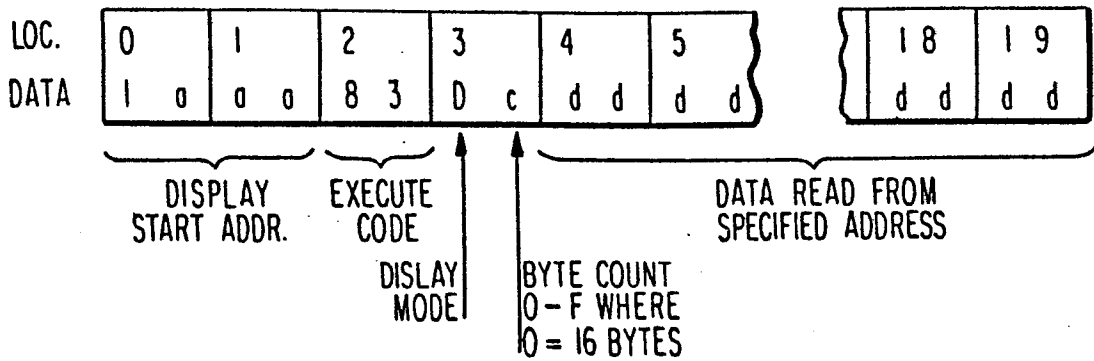 LOC. 0 1 2 3 4 5 18 19
DATA 1 a a a 8 3 D c d d d d d d d d
DISPLAY START ADDR.
EXECUTE CODE
DATA READ FROM SPECIFIED ADDRESS
DISLAY MODE
BYTE COUNT
0-F WHERE
0 = 16 BYTES